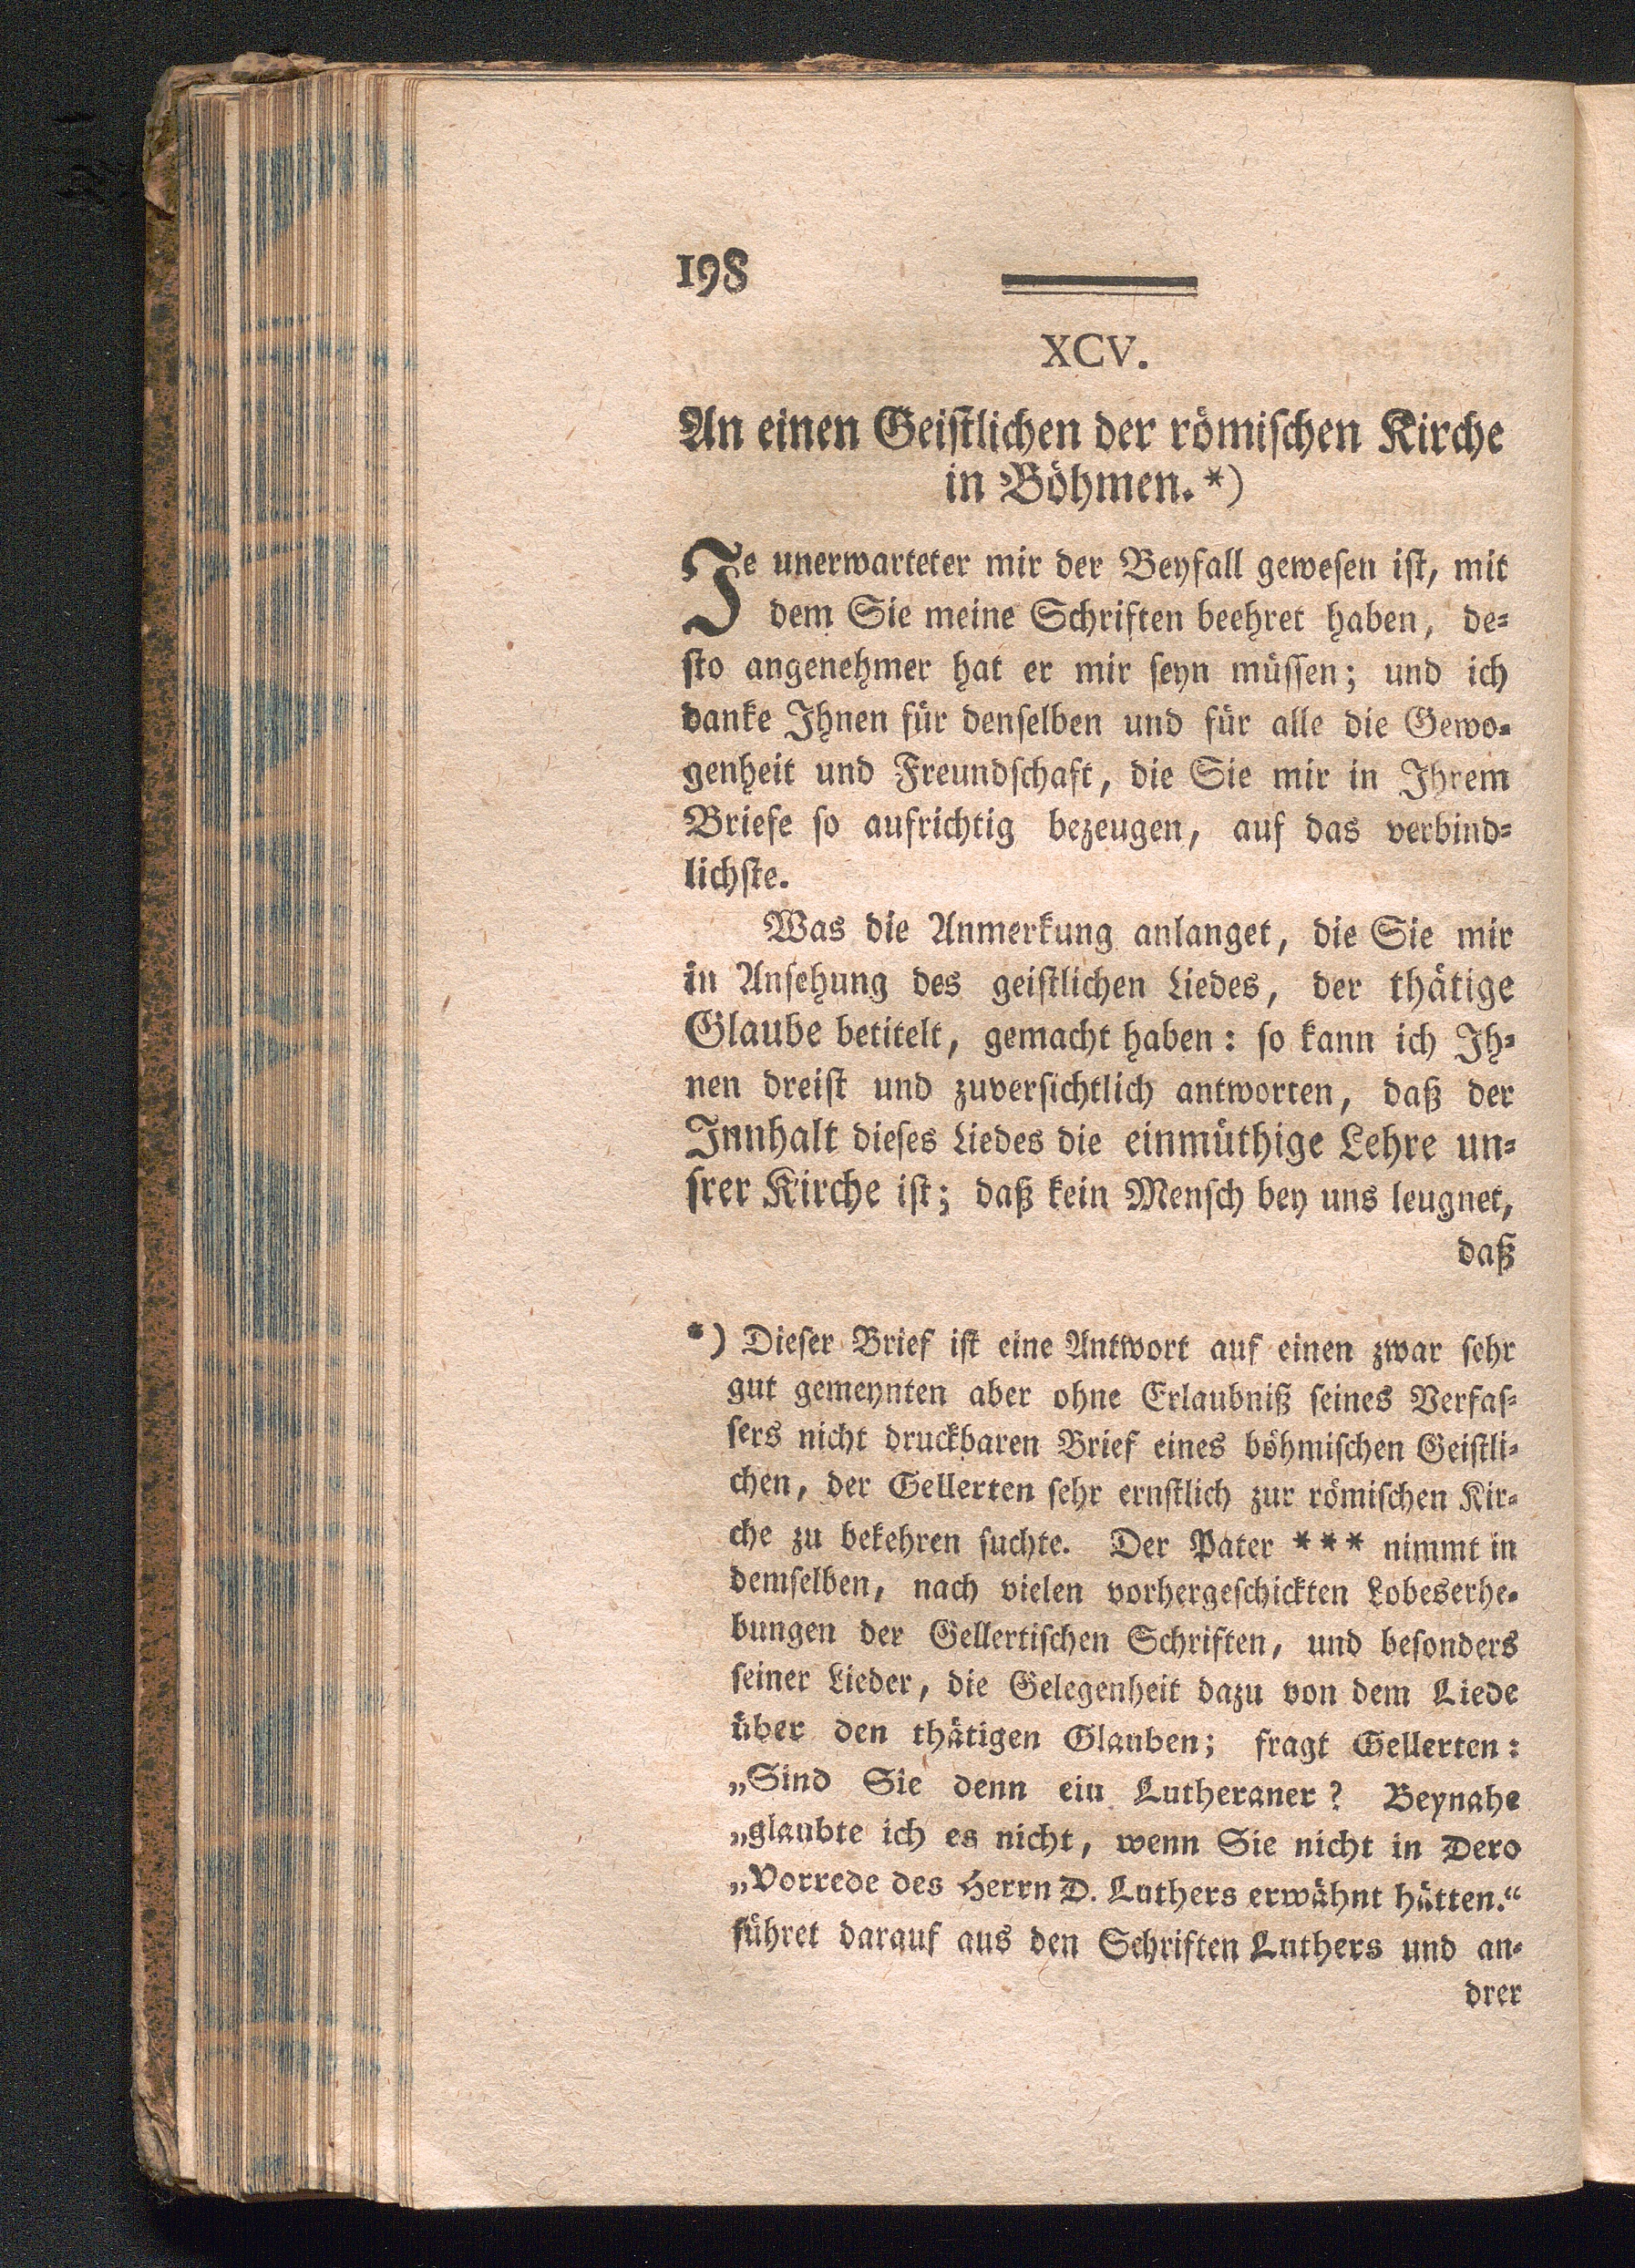 198
XCV.
An einen Geiſtlichen der römiſchen Kirche
in Böhmen. *)
Je unerwarteter mir der Beyfall geweſen iſt, mit
dem Sie meine Schriften beehret haben, de⸗
ſto angenehmer hat er mir ſeyn müſſen; und ich
danke Ihnen für denſelben und für alle die Gewo⸗
genheit und Freundſchaft, die Sie mir in Ihrem
Briefe ſo aufrichtig bezeugen, auf das verbind⸗
lichſte.
Was die Anmerkung anlanget, die Sie mir
in Anſehung des geiſtlichen Liedes, der thätige
Glaube betitelt, gemacht haben: ſo kann ich Ih⸗
nen dreiſt und zuverſichtlich antworten, daß der
Innhalt dieſes Liedes die einmüthige Lehre un⸗
ſrer Kirche iſt; daß kein Menſch bey uns leugnet,
daß
*) Dieſer Brief iſt eine Antwort auf einen zwar ſehr
gut gemeynten aber ohne Erlaubniß ſeines Verfaſ⸗
ſers nicht druckbaren Brief eines böhmiſchen Geiſtli⸗
chen, der Gellerten ſehr ernſtlich zur römiſchen Kir⸗
che zu bekehren ſuchte. Der Pater *** nimmt in
demſelben, nach vielen vorhergeſchickten Lobeserhe⸗
bungen der Gellertiſchen Schriften, und beſonders
ſeiner Lieder, die Gelegenheit dazu von dem Liede
über den thätigen Glauben; fragt Gellerten:
„Sind Sie denn ein Lutheraner? Beynahe
„glaubte ich es nicht, wenn Sie nicht in Dero
„Vorrede des Herrn D. Luthers erwähnt hätten.“
führet darauf aus den Schriften Luthers und an⸗
drer